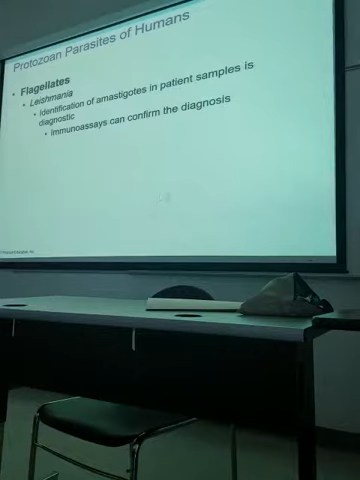 Protozoan Parasites of Humans
• Flagellates
• Leishmania
• Identification of amastigotes in patient samples is
diagnostic
• Immunoassays can confirm the diagnosis